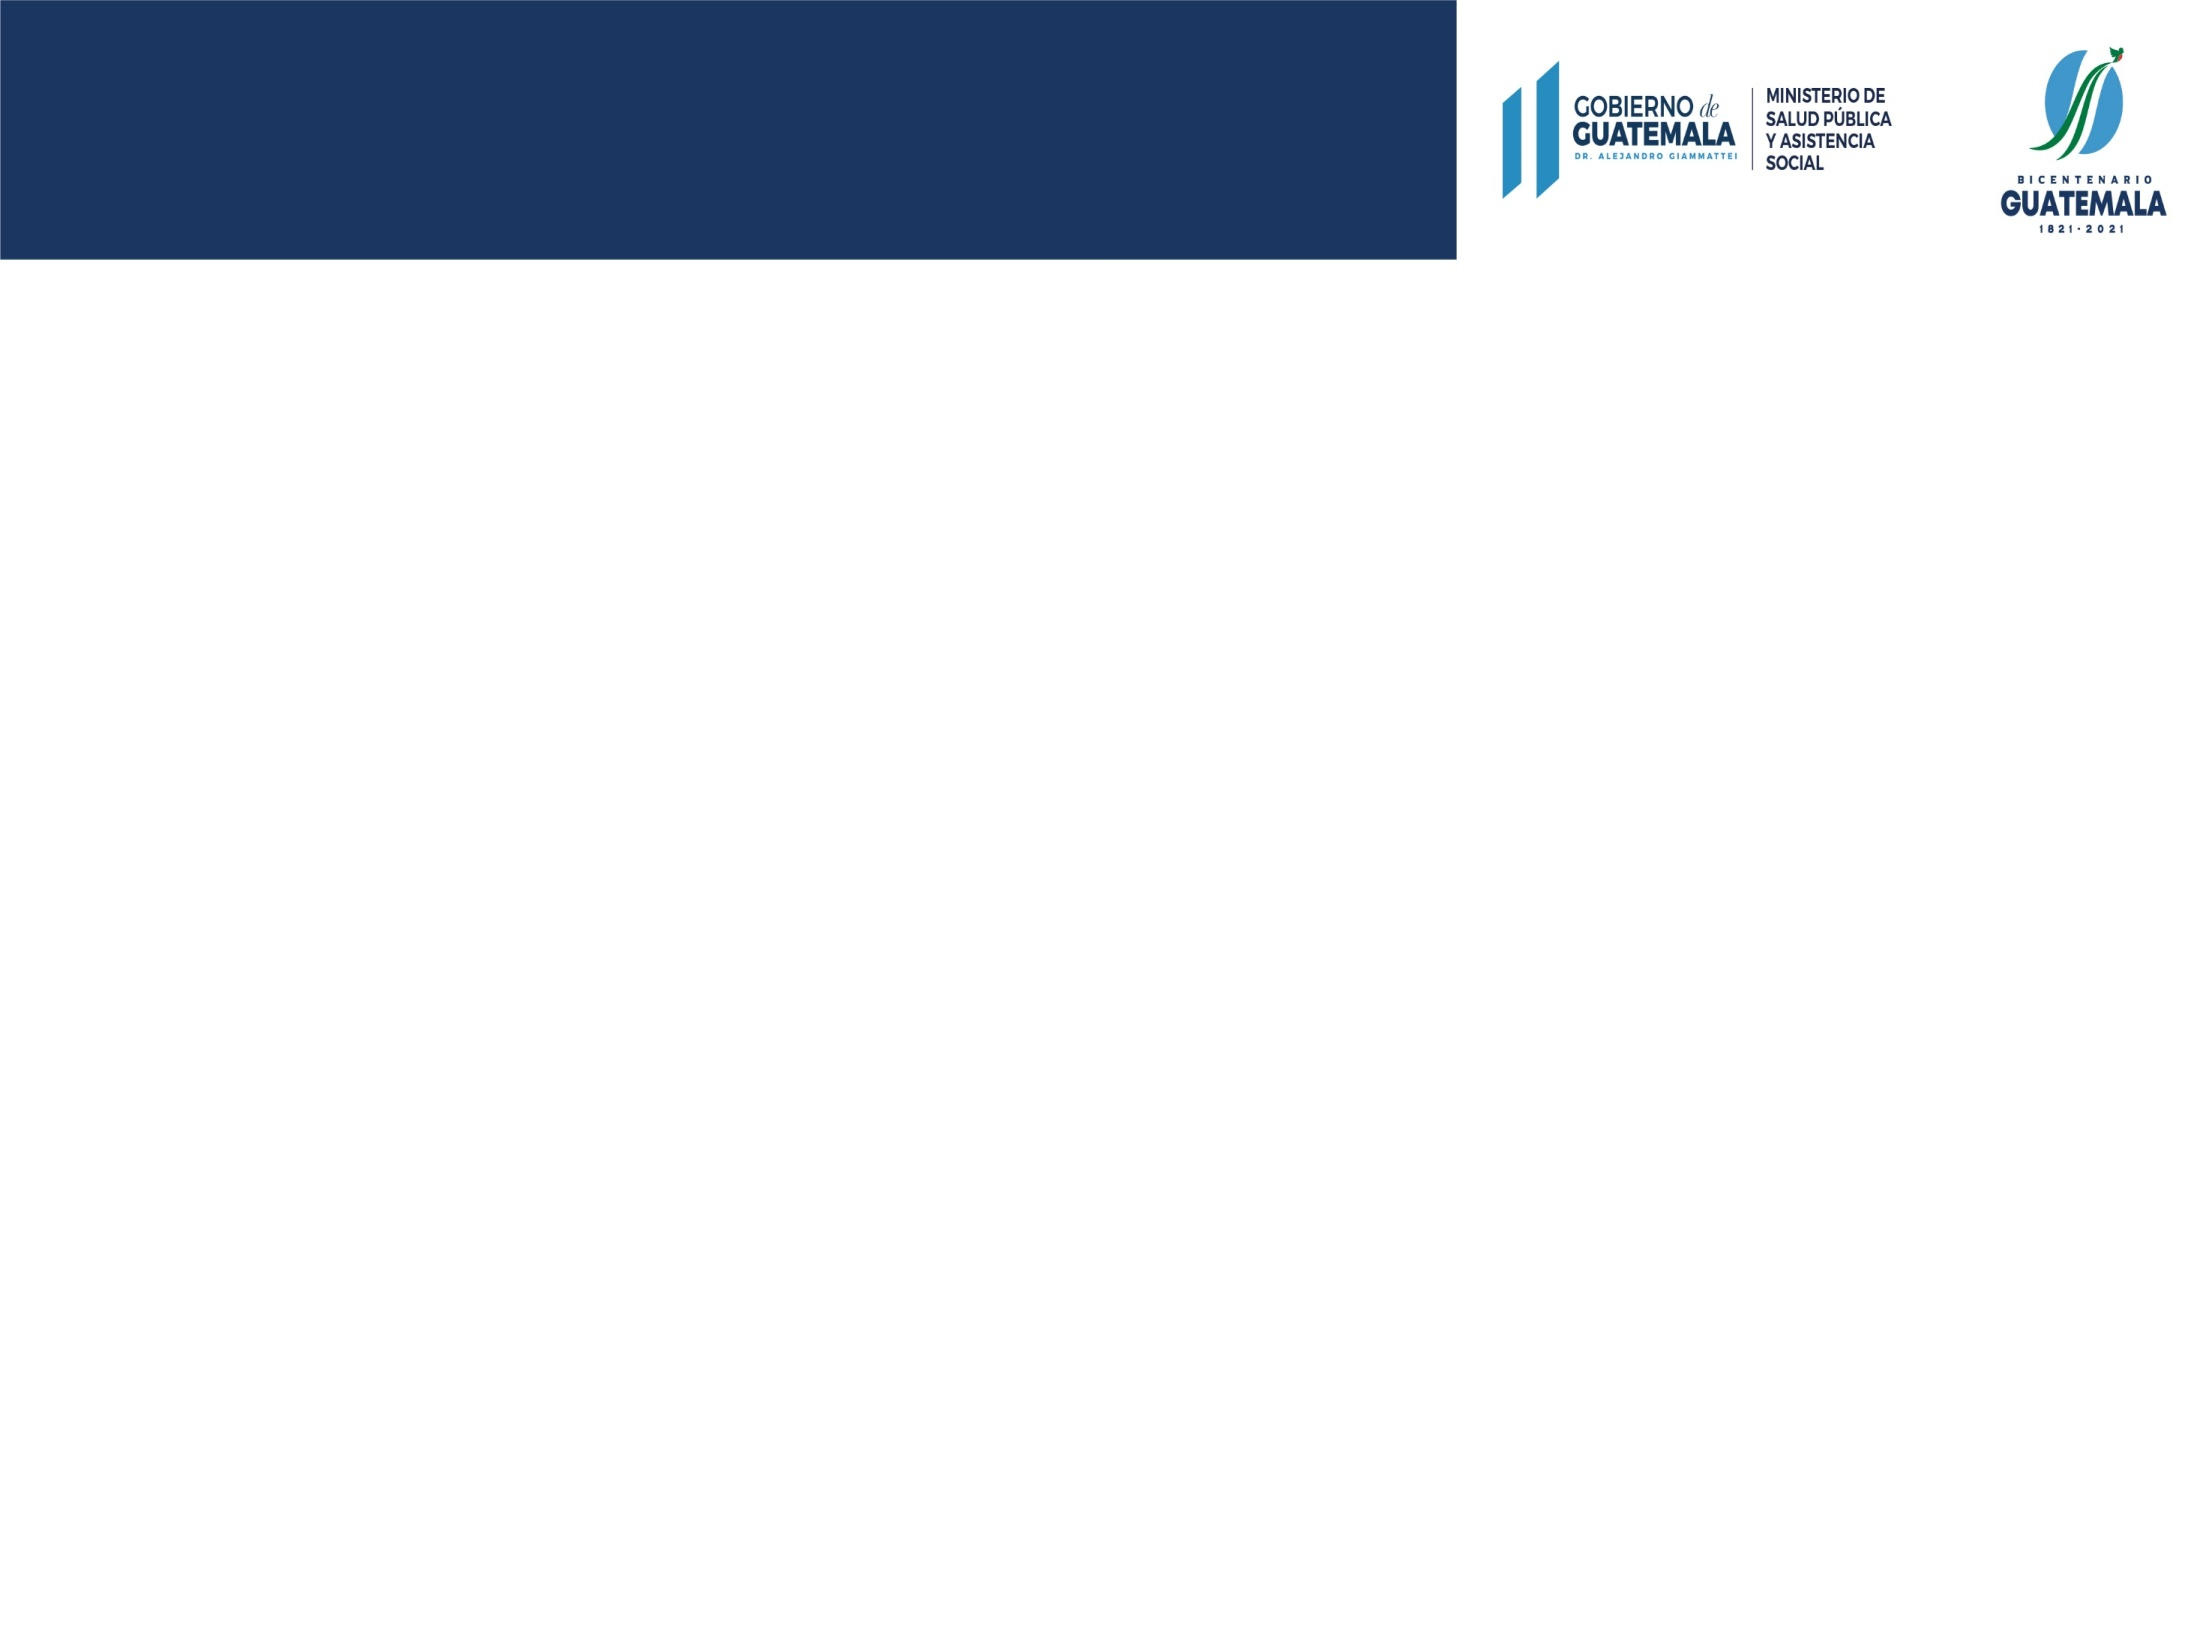 GOBIERNO de
GUATEMALA
DR. ALEJANDRO GIAMMATTEI
MINISTERIO DE
SALUD PÚBLICA
Y ASISTENCIA
SOCIAL
BICENTENARIO
GUATEMALA
1821·2021